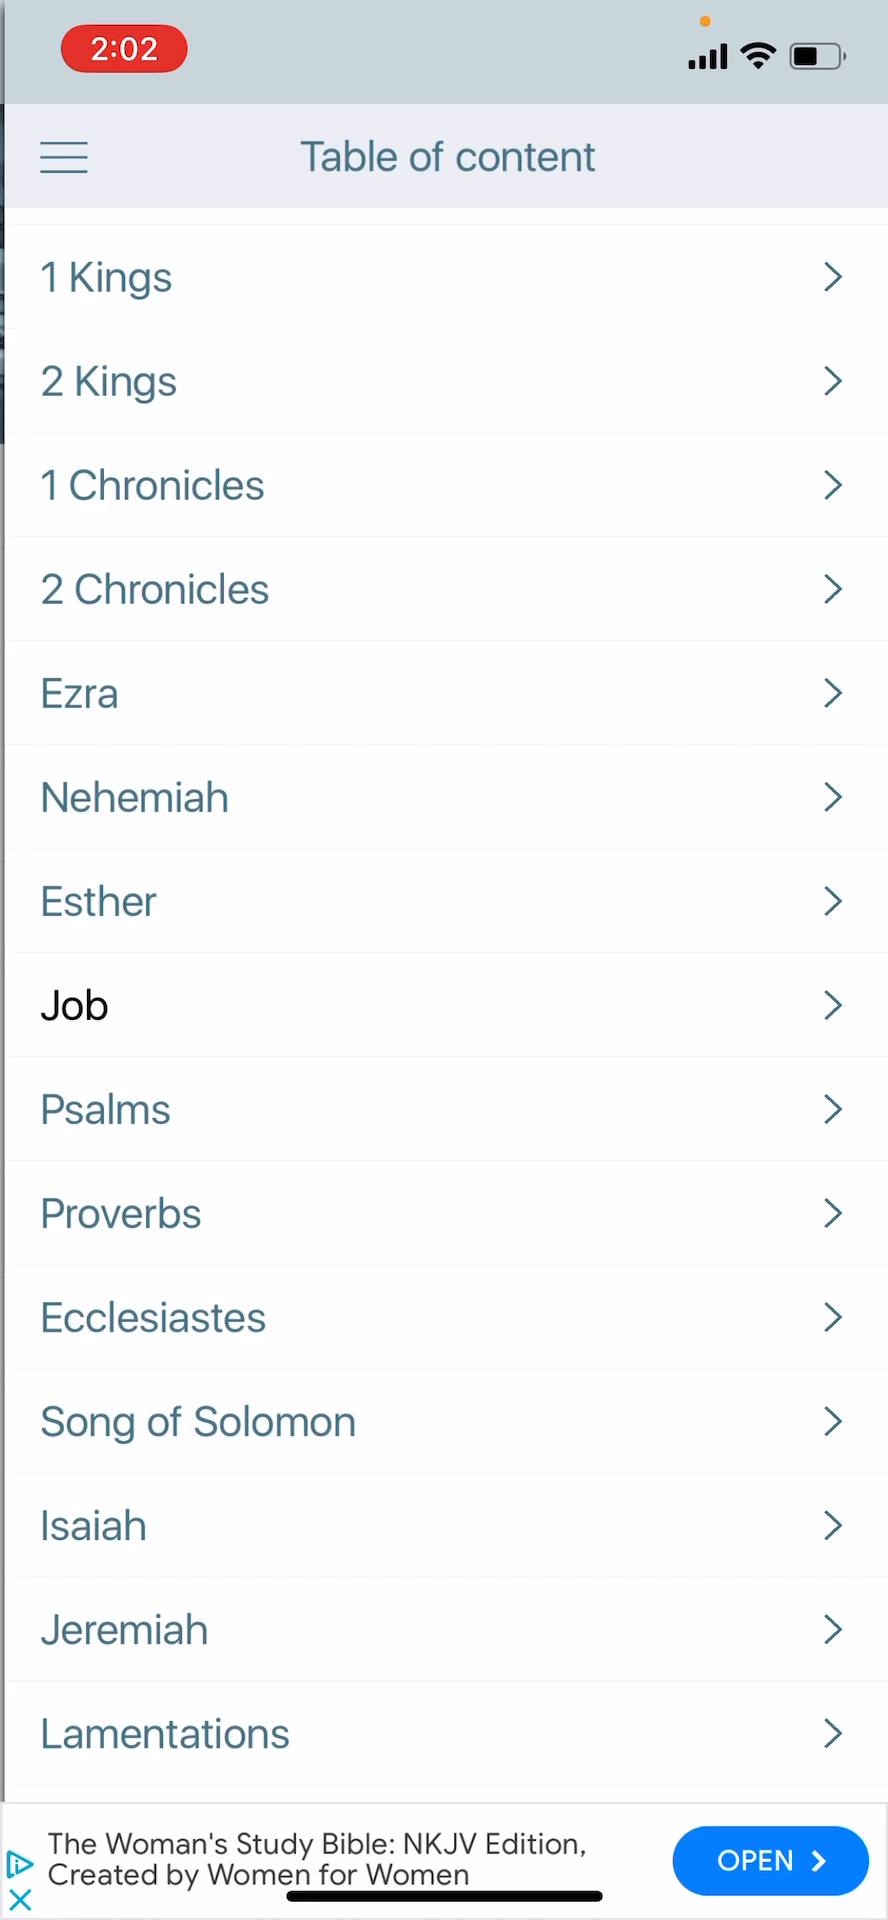 2:02
Table of content
1 Kings
2 Kings
1 Chronicles
2 Chronicles
Ezra
Nehemiah
Esther
Job
Psalms
Proverbs
Ecclesiastes
Song of Solomon
Isaiah
Jeremiah
Lamentations
The Woman's Study Bible: NKJV Edition,
Created by Women for Women
OPEN